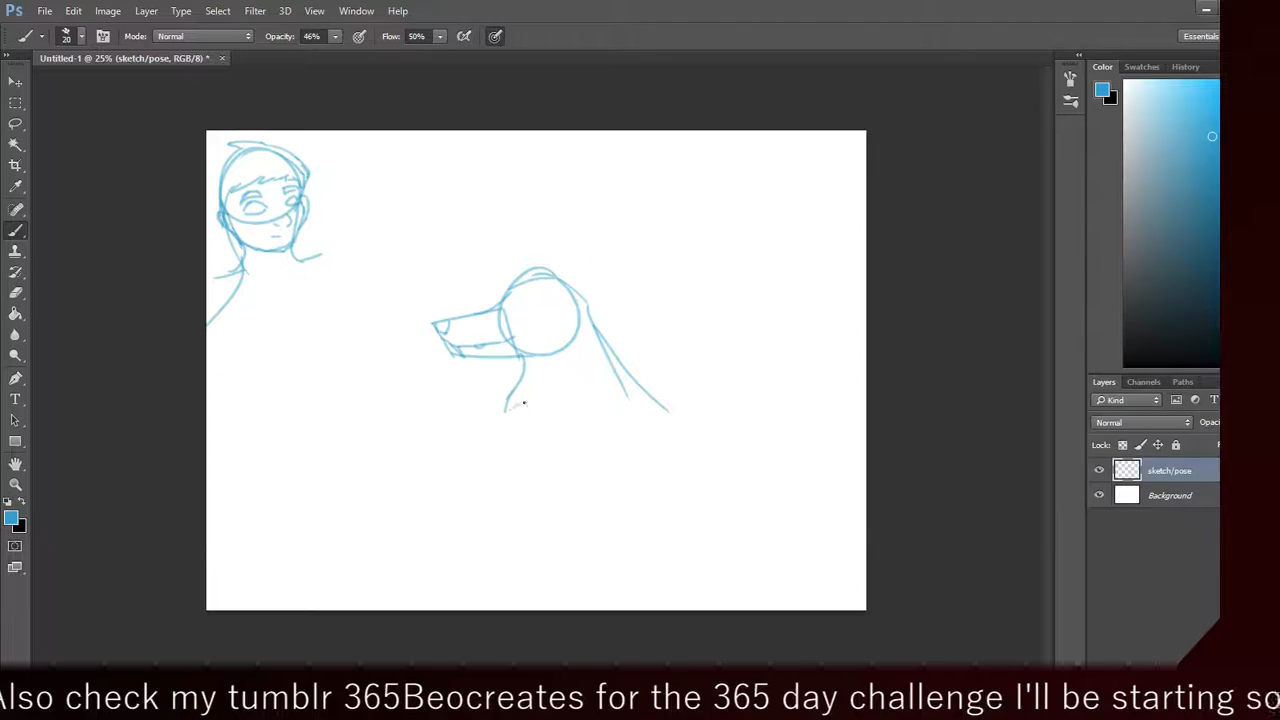 Ps File Edit Image Layer Type Select Filter 3D View Window Help
20 Mode: Normal Opacity: 46% Flow: 50% Essentials
Untitled-1 @ 25% (sketch/pose, RGB/8) *
Color Swatches History
Layers Channels Paths
Kind
Normal Opac
Lock: F
sketch/pose
Background
Also check my tumblr 365Beocreates for the 365 day challenge I'll be starting so